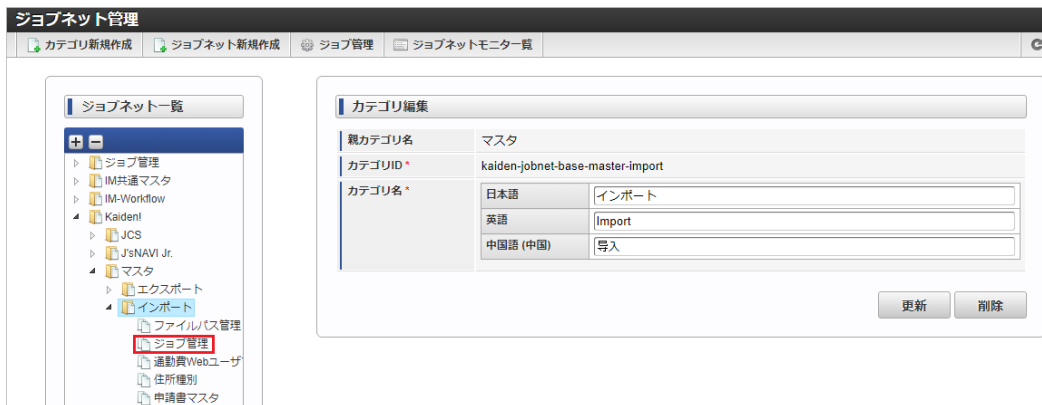 ジョブネット管理
カテゴリ新規作成 ジョブネット新規作成 ジョブ管理 ジョブネットモニタ一覧
ジョブネット一覧
ジョブ管理
IM共通マスタ
IM-Workflow
Kaiden!
JCS
J'sNAVI Jr.
マスタ
エクスポート
インポート
ファイルパス管理
ジョブ管理
通勤費Webユーザ
住所種別
申請書マスタ
カテゴリ編集
親カテゴリ名 マスタ
カテゴリID * kaiden-jobnet-base-master-import
カテゴリ名 *
日本語 インポート
英語 Import
中国語 (中国) 导入
更新 削除